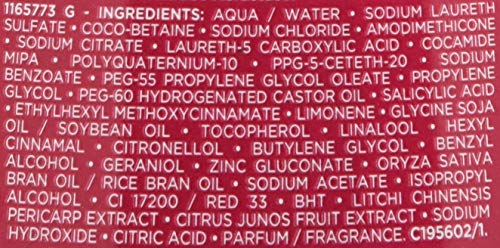 1165773 G • INGREDIENTS: AQUA / WATER • SODIUM LAURETH
SULFATE • COCO-BETAINE • SODIUM CHLORIDE • AMODIMETHICONE
• SODIUM CITRATE • LAURETH-5 CARBOXYLIC ACID • COCAMIDE
MIPA • POLYQUATERNIUM-10 • PPG-5-CETETH-20 • SODIUM
BENZOATE • PEG-55 PROPYLENE GLYCOL OLEATE • PROPYLENE
GLYCOL • PEG-60 HYDROGENATED CASTOR OIL • SALICYLIC ACID
• ETHYLHEXYL METHOXYCINNAMATE • LIMONENE • GLYCINE SOJA
OIL / SOYBEAN OIL • TOCOPHEROL • LINALOOL • HEXYL
CINNAMAL • CITRONELLOL • BUTYLENE GLYCOL • BENZYL
ALCOHOL • GERANIOL • ZINC GLUCONATE • ORYZA SATIVA
BRAN OIL / RICE BRAN OIL • SODIUM ACETATE • ISOPROPYL
ALCOHOL • CI 17200 / RED 33 • BHT • LITCHI CHINENSIS
PERICARP EXTRACT • CITRUS JUNOS FRUIT EXTRACT • SODIUM
HYDROXIDE • CITRIC ACID • PARFUM / FRAGRANCE. C195602/1.